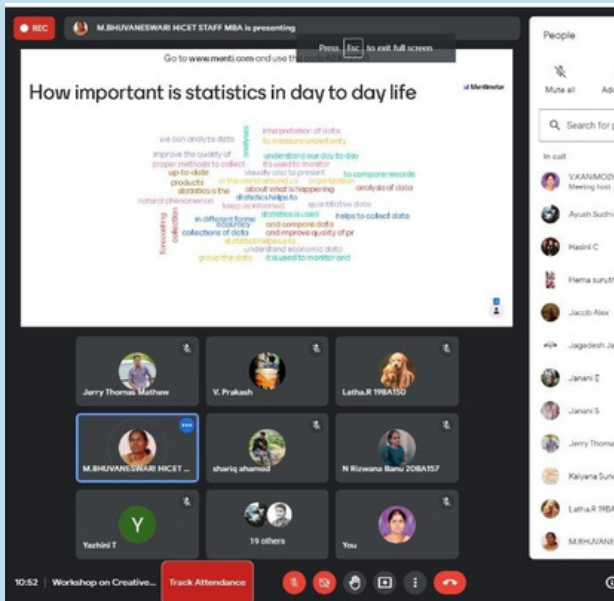 REC
M.BHUVANESWARI HICET STAFF MBA is presenting
Press Esc to exit full screen
Go to www.menti.com and use the
How important is statistics in day to day life
Mentimeter
interpretation of data
we can analyze data
analyses
to measure uncertainty
improve the quality of
understand our day to day
proper methods to collect
it's used to monitor
up-to-date
visually also to present
to compare records
products
in the world around us
organization
statistics is the
about what is happening
analysis of data
statistics helps to
natural phenomenon
keep us informed
quantitative data
forecasting
collection
in different forms
statistics is used
helps to collect data
accuracy
and compare data
collections of data
and improve quality of pr
statistics helps us to
understand economic data
group the data
it is used to monitor and
Jerry Thomas Mathew
V. Prakash
Latha.R 19BA150
M.BHUVANESWARI HICET ...
shariq ahamed
N Rizwana Banu 20BA157
Y
Yazhini T
19 others
You
10:52 | Workshop on Creative...
Track Attendance
People
Mute all
Search for p
In call
V.KANIMOZH
Meeting host
Ayush Sudhi
Hasini C
Hema suruth
Jacob Alex
Jagadesh Ja
Janani E
Janani S
Jerry Thoma
Kalyana Sun
Latha.R 19BA
M.BHUVANE